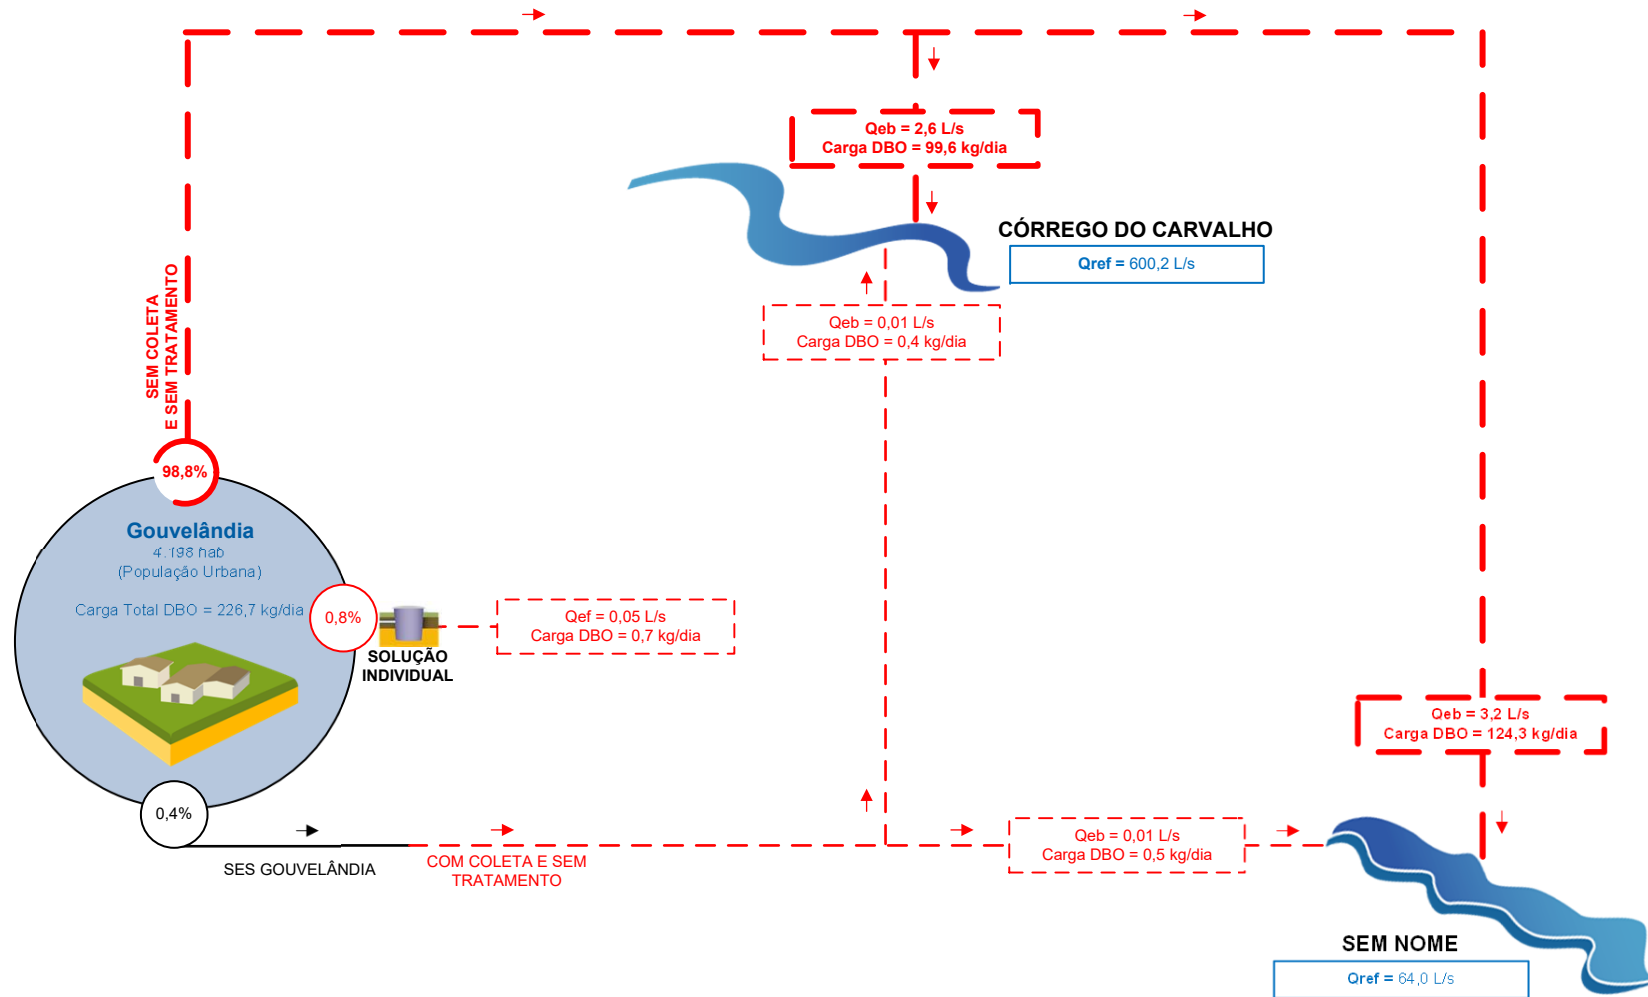 Qeb = 2,6 L/s
Carga DBO = 99,6 kg/dia
CÓRREGO DO CARVALHO
Qref = 600,2 L/s
Qeb = 0,01 L/s
Carga DBO = 0,4 kg/dia
SEM COLETA
E SEM TRATAMENTO
98,8%
Gouvelândia
4.198 hab
(População Urbana)
Carga Total DBO = 226,7 kg/dia
0,8%
SOLUÇÃO
INDIVIDUAL
Qef = 0,05 L/s
Carga DBO = 0,7 kg/dia
Qeb = 3,2 L/s
Carga DBO = 124,3 kg/dia
0,4%
SES GOUVELÂNDIA
COM COLETA E SEM
TRATAMENTO
Qeb = 0,01 L/s
Carga DBO = 0,5 kg/dia
SEM NOME
Qref = 64,0 L/s